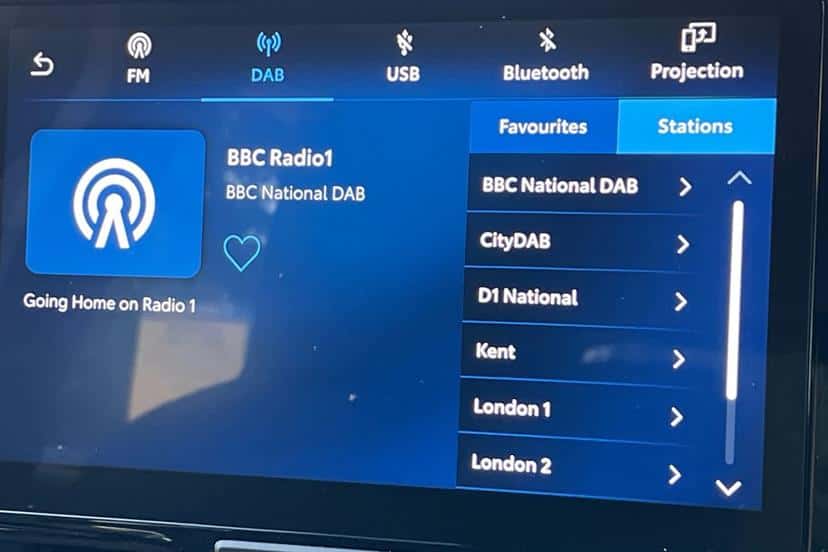 FM
DAB
USB
Bluetooth
Projection
BBC Radio1
BBC National DAB
Going Home on Radio 1
Favourites
Stations
BBC National DAB
CityDAB
D1 National
Kent
London 1
London 2